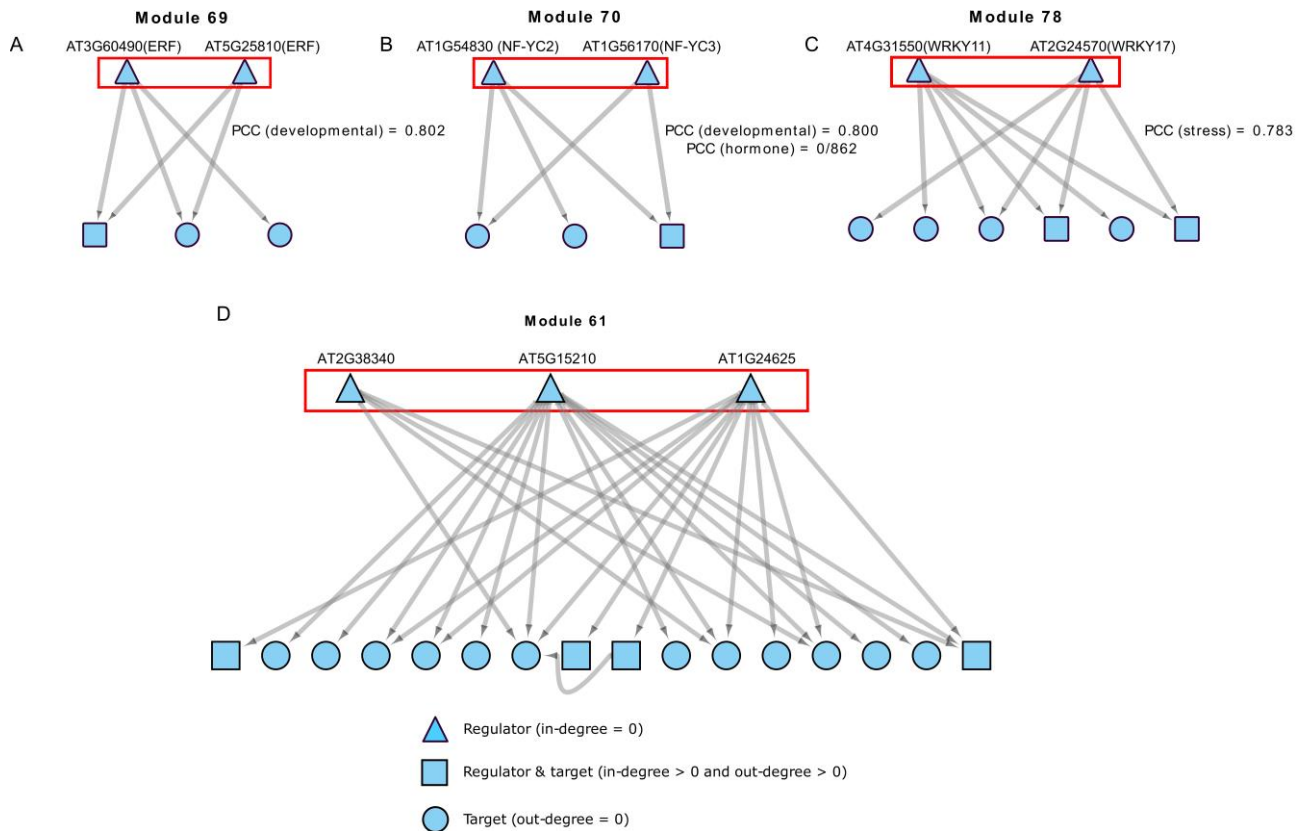 Module 69
A
AT3G60490(ERF) AT5G25810(ERF)
PCC (developmental) = 0.802
Module 70
B
AT1G54830 (NF-YC2) AT1G56170(NF-YC3)
PCC (developmental) = 0.800
PCC (hormone) = 0/862
Module 78
C
AT4G31550(WRKY11) AT2G24570(WRKY17)
PCC (stress) = 0.783
D
Module 61
AT2G38340 AT5G15210 AT1G24625
Regulator (in-degree = 0)
Regulator & target (in-degree > 0 and out-degree > 0)
Target (out-degree = 0)